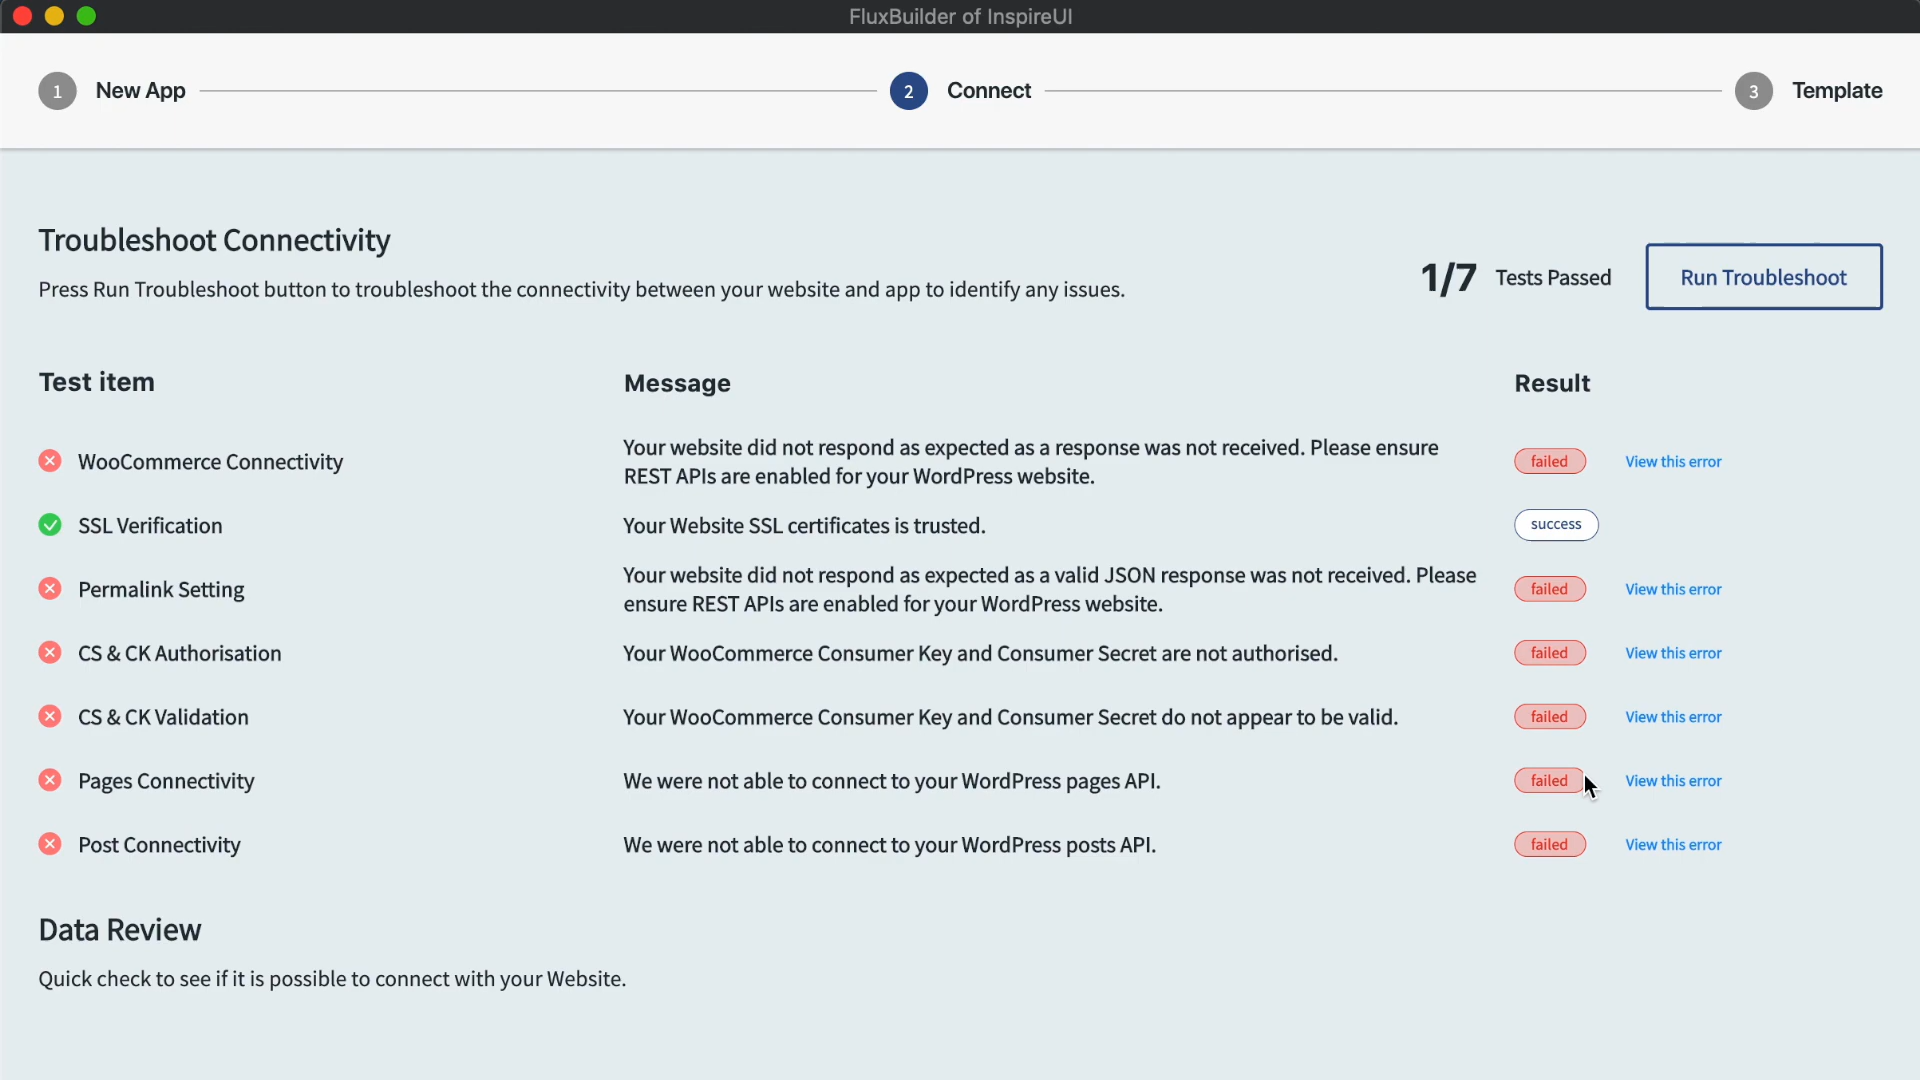 FluxBuilder of InspireUI
1 New App 2 Connect 3 Template
Troubleshoot Connectivity
Press Run Troubleshoot button to troubleshoot the connectivity between your website and app to identify any issues.
1/7 Tests Passed Run Troubleshoot
Test item Message Result
WooCommerce Connectivity
Your website did not respond as expected as a response was not received. Please ensure
REST APIs are enabled for your WordPress website.
failed View this error
SSL Verification Your Website SSL certificates is trusted. success
Permalink Setting
Your website did not respond as expected as a valid JSON response was not received. Please
ensure REST APIs are enabled for your WordPress website.
failed View this error
CS & CK Authorisation Your WooCommerce Consumer Key and Consumer Secret are not authorised. failed View this error
CS & CK Validation Your WooCommerce Consumer Key and Consumer Secret do not appear to be valid. failed View this error
Pages Connectivity We were not able to connect to your WordPress pages API. failed View this error
Post Connectivity We were not able to connect to your WordPress posts API. failed View this error
Data Review
Quick check to see if it is possible to connect with your Website.